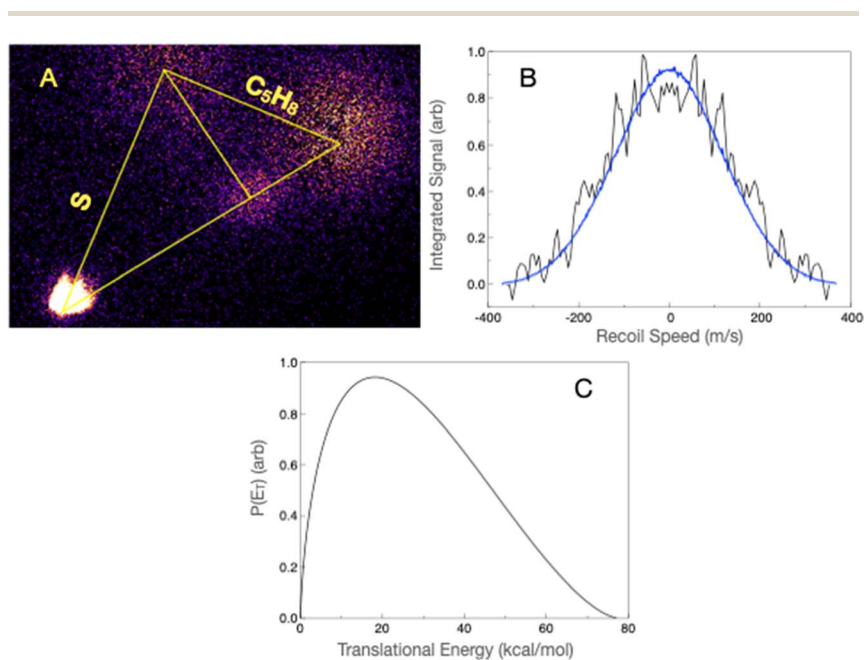 A
C₅H₈
S
B
1.0
0.8
0.6
0.4
0.2
0.0
Integrated Signal (arb)
-400
-200
0
200
400
Recoil Speed (m/s)
C
1.0
0.8
0.6
0.4
0.2
0.0
P(E_T) (arb)
0
20
40
60
80
Translational Energy (kcal/mol)